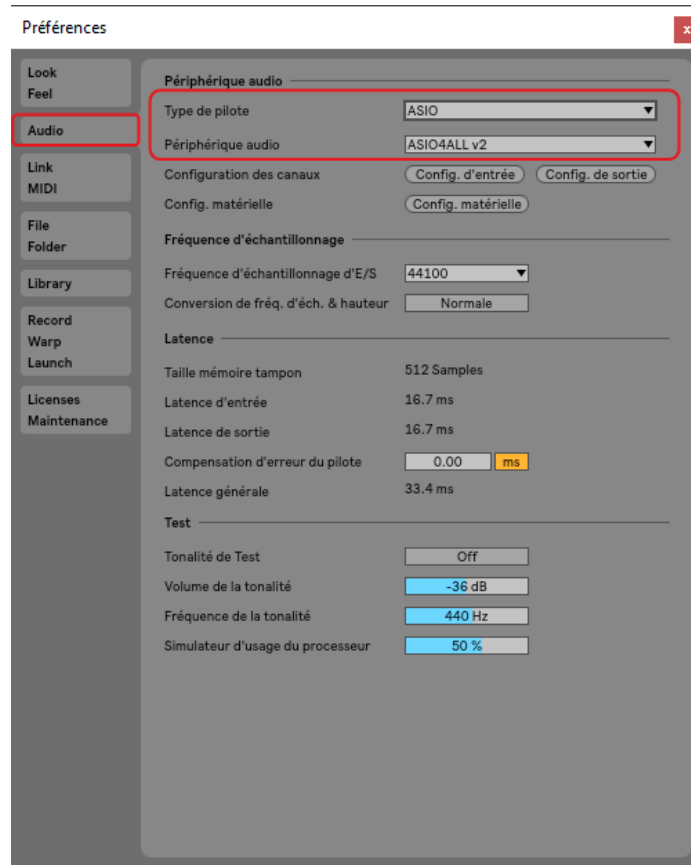 Préférences
x
Look
Feel
Audio
Link
MIDI
File
Folder
Library
Record
Warp
Launch
Licenses
Maintenance
Périphérique audio
Type de pilote ASIO
Périphérique audio ASIO4ALL v2
Configuration des canaux Config. d'entrée Config. de sortie
Config. matérielle Config. matérielle
Fréquence d'échantillonnage
Fréquence d'échantillonnage d'E/S 44100
Conversion de fréq. d'éch. & hauteur Normale
Latence
Taille mémoire tampon 512 Samples
Latence d'entrée 16.7 ms
Latence de sortie 16.7 ms
Compensation d'erreur du pilote 0.00 ms
Latence générale 33.4 ms
Test
Tonalité de Test Off
Volume de la tonalité -36 dB
Fréquence de la tonalité 440 Hz
Simulateur d'usage du processeur 50 %